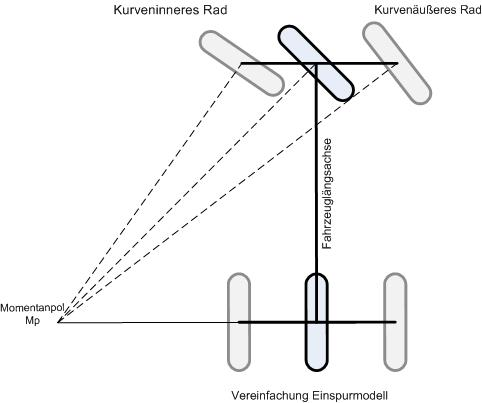 Kurveninneres Rad
Kurvenäußeres Rad
Fahrzeuglängsachse
Momentanpol
Mp
Vereinfachung Einspurmodell